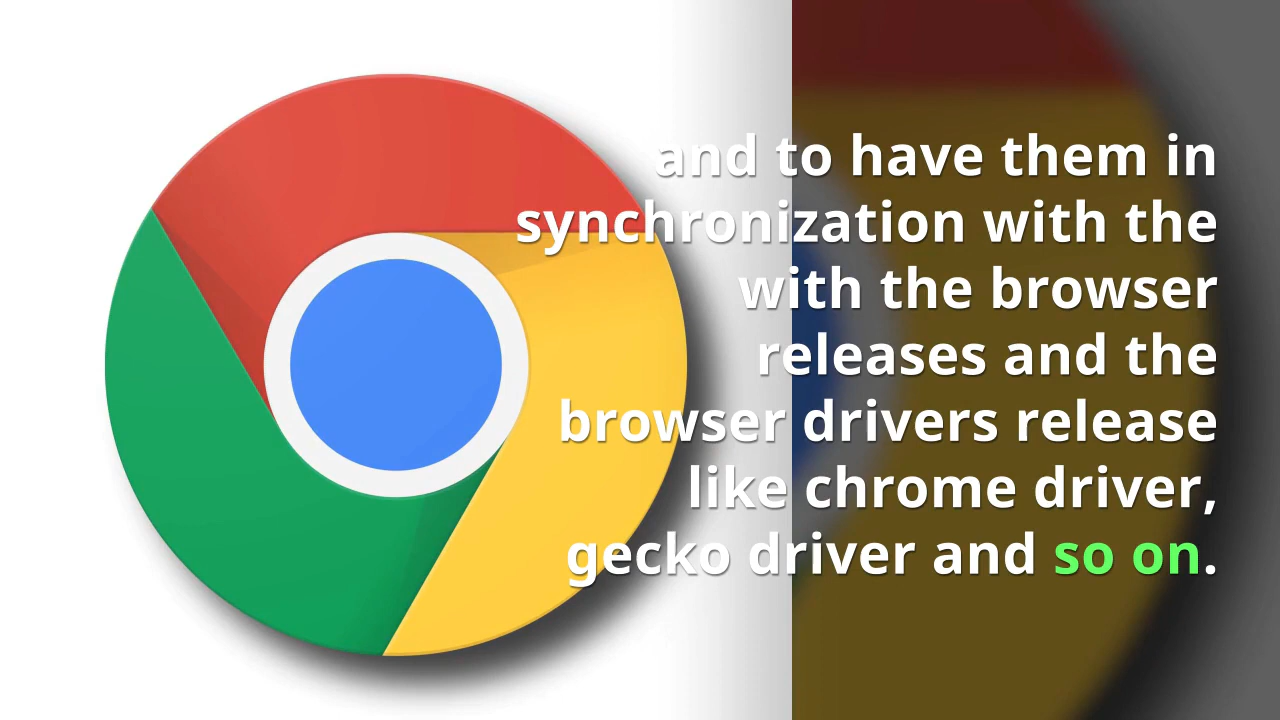 and to have them in
synchronization with the
with the browser
releases and the
browser drivers release
like chrome driver,
gecko driver and so on.